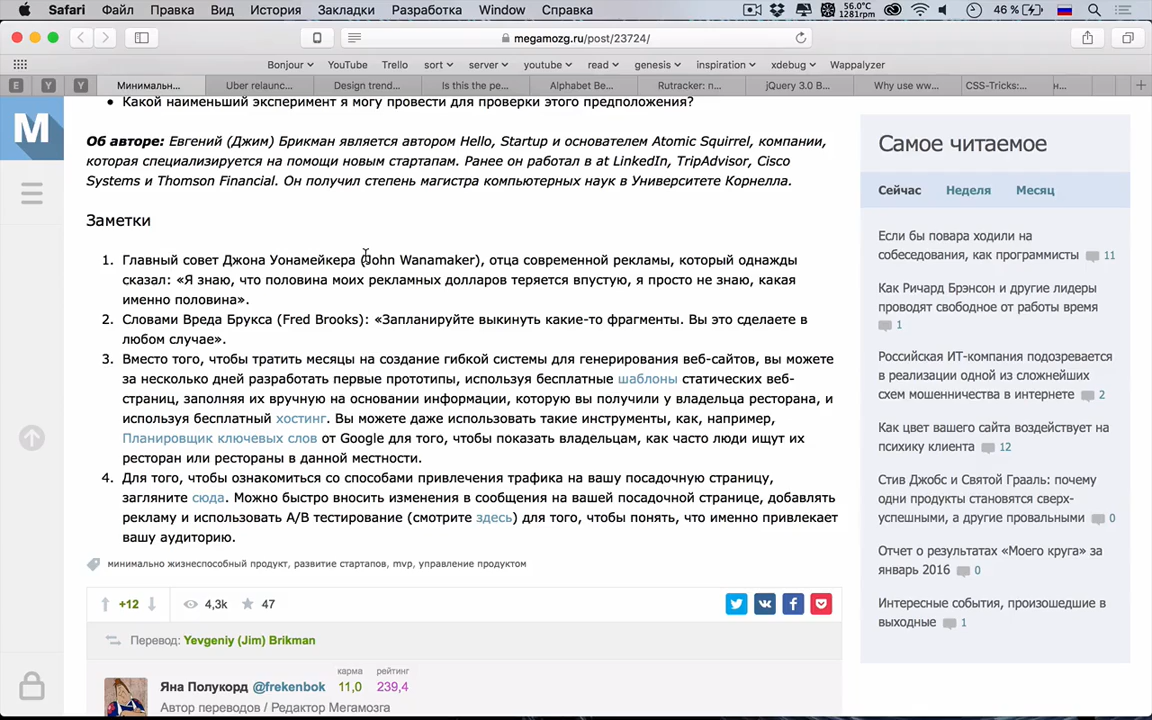 Safari Файл Правка Вид История Закладки Разработка Window Справка 56.0°C 1281rpm 46 %
megamozg.ru/post/23724/
Bonjour YouTube Trello sort server youtube read genesis inspiration xdebug Wappalyzer
E Y Y Минимальн... Uber relaunc... Design trend... Is this the pe... Alphabet Be... Rutracker: п... jQuery 3.0 B... Why use ww... CSS-Tricks:...
M
Какой наименьший эксперимент я могу провести для проверки этого предположения?
Об авторе: Евгений (Джим) Брикман является автором Hello, Startup и основателем Atomic Squirrel, компании,
которая специализируется на помощи новым стартапам. Ранее он работал в at LinkedIn, TripAdvisor, Cisco
Systems и Thomson Financial. Он получил степень магистра компьютерных наук в Университете Корнелла.
Заметки
1. Главный совет Джона Уонамейкера (John Wanamaker), отца современной рекламы, который однажды
сказал: «Я знаю, что половина моих рекламных долларов теряется впустую, я просто не знаю, какая
именно половина».
2. Словами Вреда Брукса (Fred Brooks): «Запланируйте выкинуть какие-то фрагменты. Вы это сделаете в
любом случае».
3. Вместо того, чтобы тратить месяцы на создание гибкой системы для генерирования веб-сайтов, вы можете
за несколько дней разработать первые прототипы, используя бесплатные шаблоны статических веб-
страниц, заполняя их вручную на основании информации, которую вы получили у владельца ресторана, и
используя бесплатный хостинг. Вы можете даже использовать такие инструменты, как, например,
Планировщик ключевых слов от Google для того, чтобы показать владельцам, как часто люди ищут их
ресторан или рестораны в данной местности.
4. Для того, чтобы ознакомиться со способами привлечения трафика на вашу посадочную страницу,
загляните сюда. Можно быстро вносить изменения в сообщения на вашей посадочной странице, добавлять
рекламу и использовать A/B тестирование (смотрите здесь) для того, чтобы понять, что именно привлекает
вашу аудиторию.
минимально жизнеспособный продукт, развитие стартапов, mvp, управление продуктом
+12 4,3k 47
Перевод: Yevgeniy (Jim) Brikman
карма рейтинг
Яна Полукорд @frekenbok 11,0 239,4
Автор переводов / Редактор Мегамозга
Самое читаемое
Сейчас Неделя Месяц
Если бы повара ходили на
собеседования, как программисты 11
Как Ричард Брэнсон и другие лидеры
проводят свободное от работы время
1
Российская ИТ-компания подозревается
в реализации одной из сложнейших
схем мошенничества в интернете 2
Как цвет вашего сайта воздействует на
психику клиента 12
Стив Джобс и Святой Грааль: почему
одни продукты становятся сверх-
успешными, а другие провальными 0
Отчет о результатах «Моего круга» за
январь 2016 0
Интересные события, произошедшие в
выходные 1